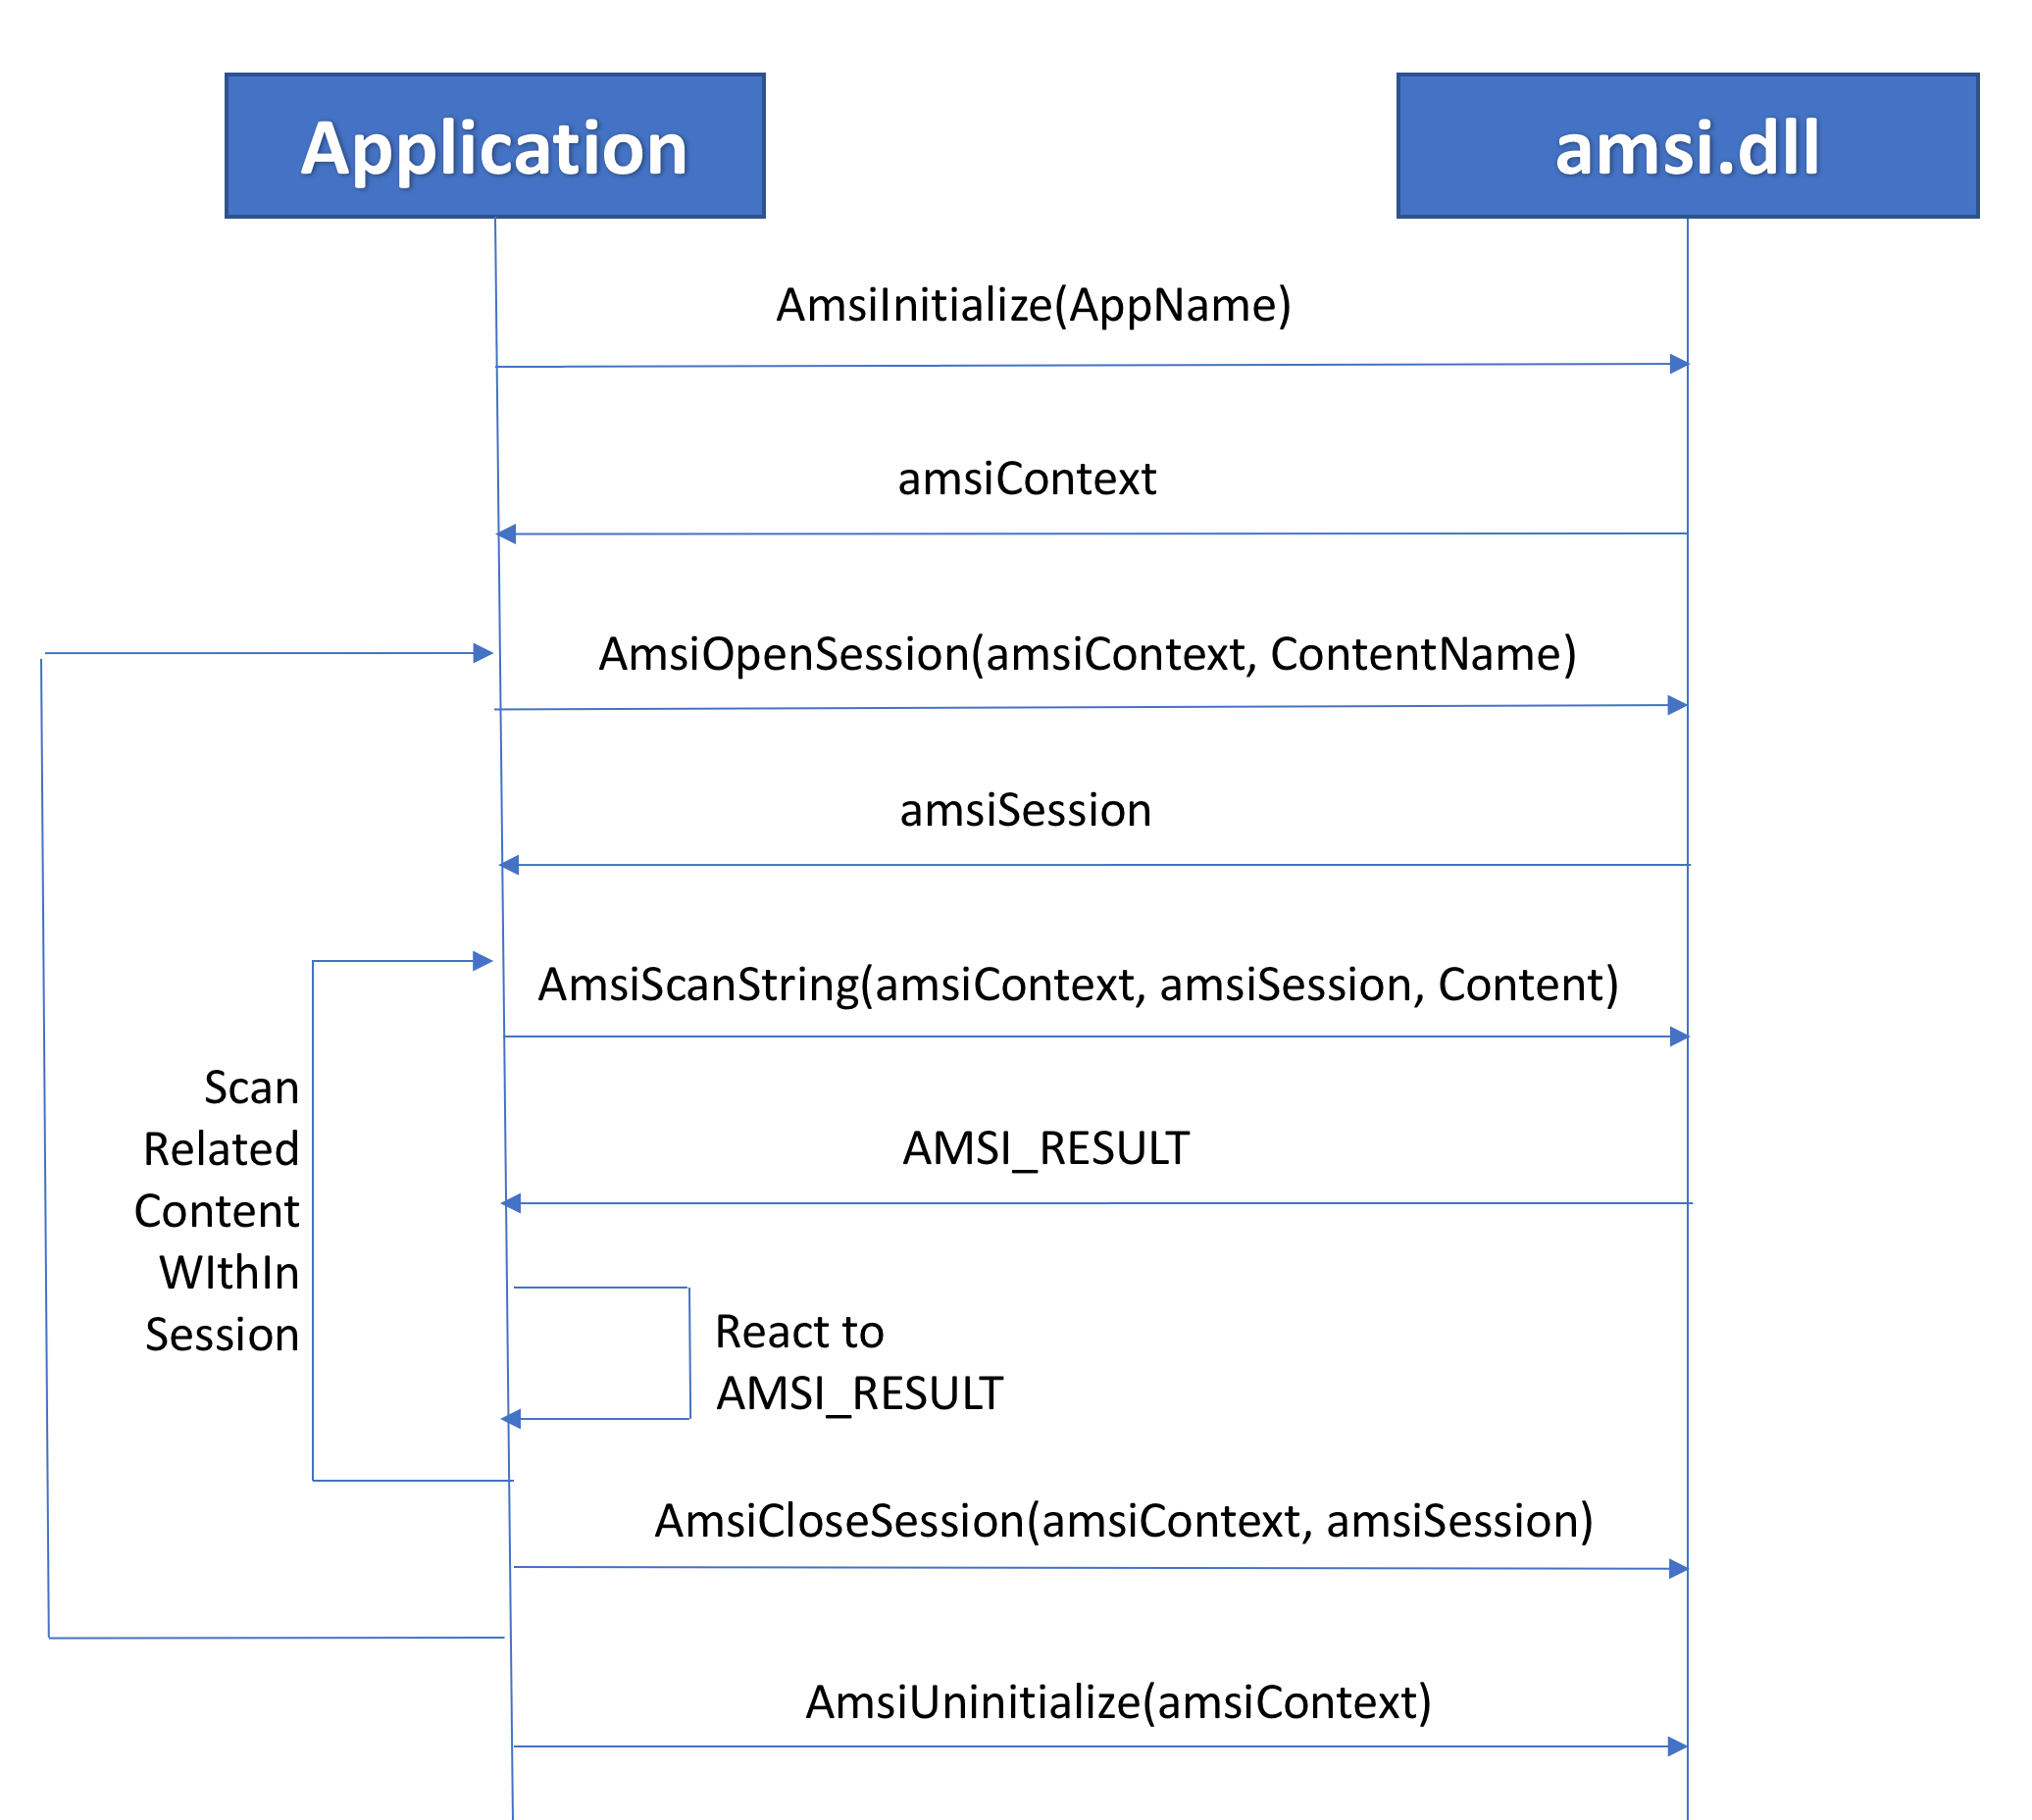 Application
amsi.dll
AmsiInitialize(AppName)
amsiContext
AmsiOpenSession(amsiContext, ContentName)
amsiSession
AmsiScanString(amsiContext, amsiSession, Content)
Scan
Related
Content
WIthIn
Session
AMSI_RESULT
React to
AMSI_RESULT
AmsiCloseSession(amsiContext, amsiSession)
AmsiUninitialize(amsiContext)